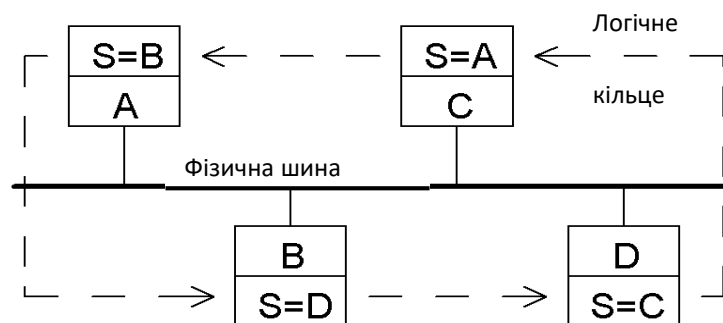 Логічне
S=B
S=A
кільце
A
C
Фізична шина
B
D
S=D
S=C